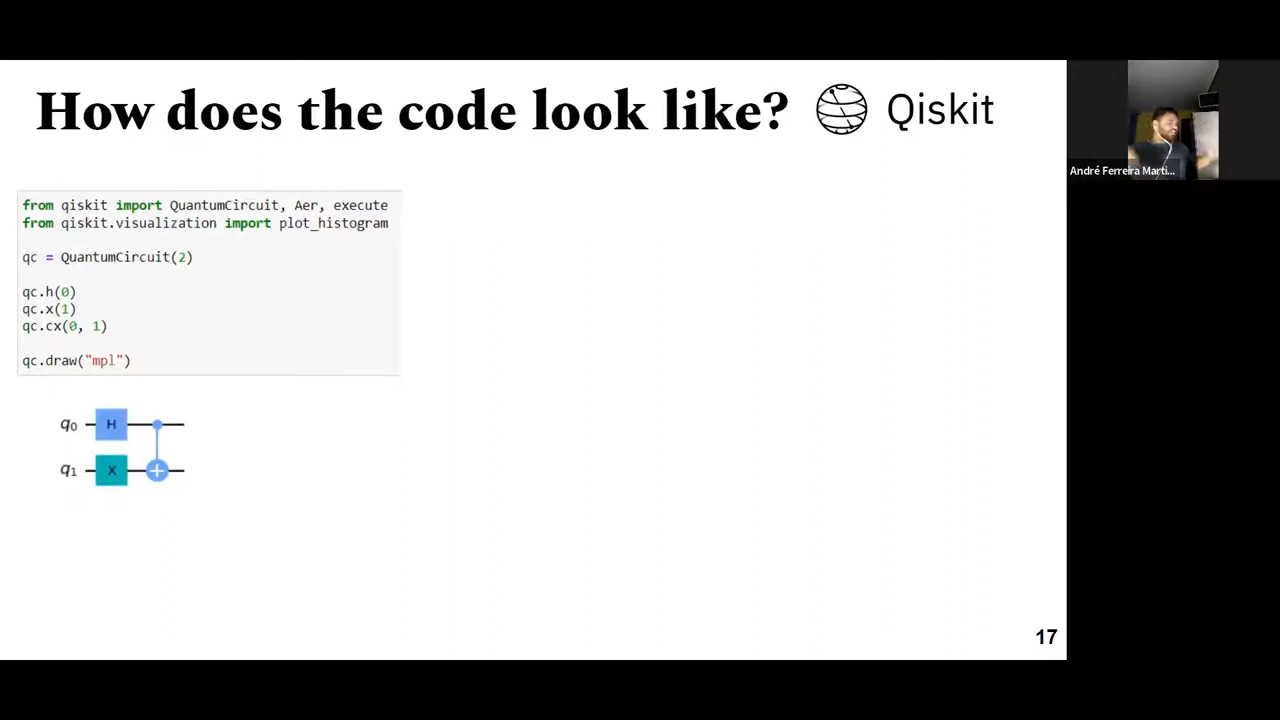 How does the code look like?
Qiskit
André Ferreira Marti...
from qiskit import QuantumCircuit, Aer, execute
from qiskit.visualization import plot_histogram
qc = QuantumCircuit(2)
qc.h(0)
qc.x(1)
qc.cx(0, 1)
qc.draw("mpl")
q0
H
q1
X
17